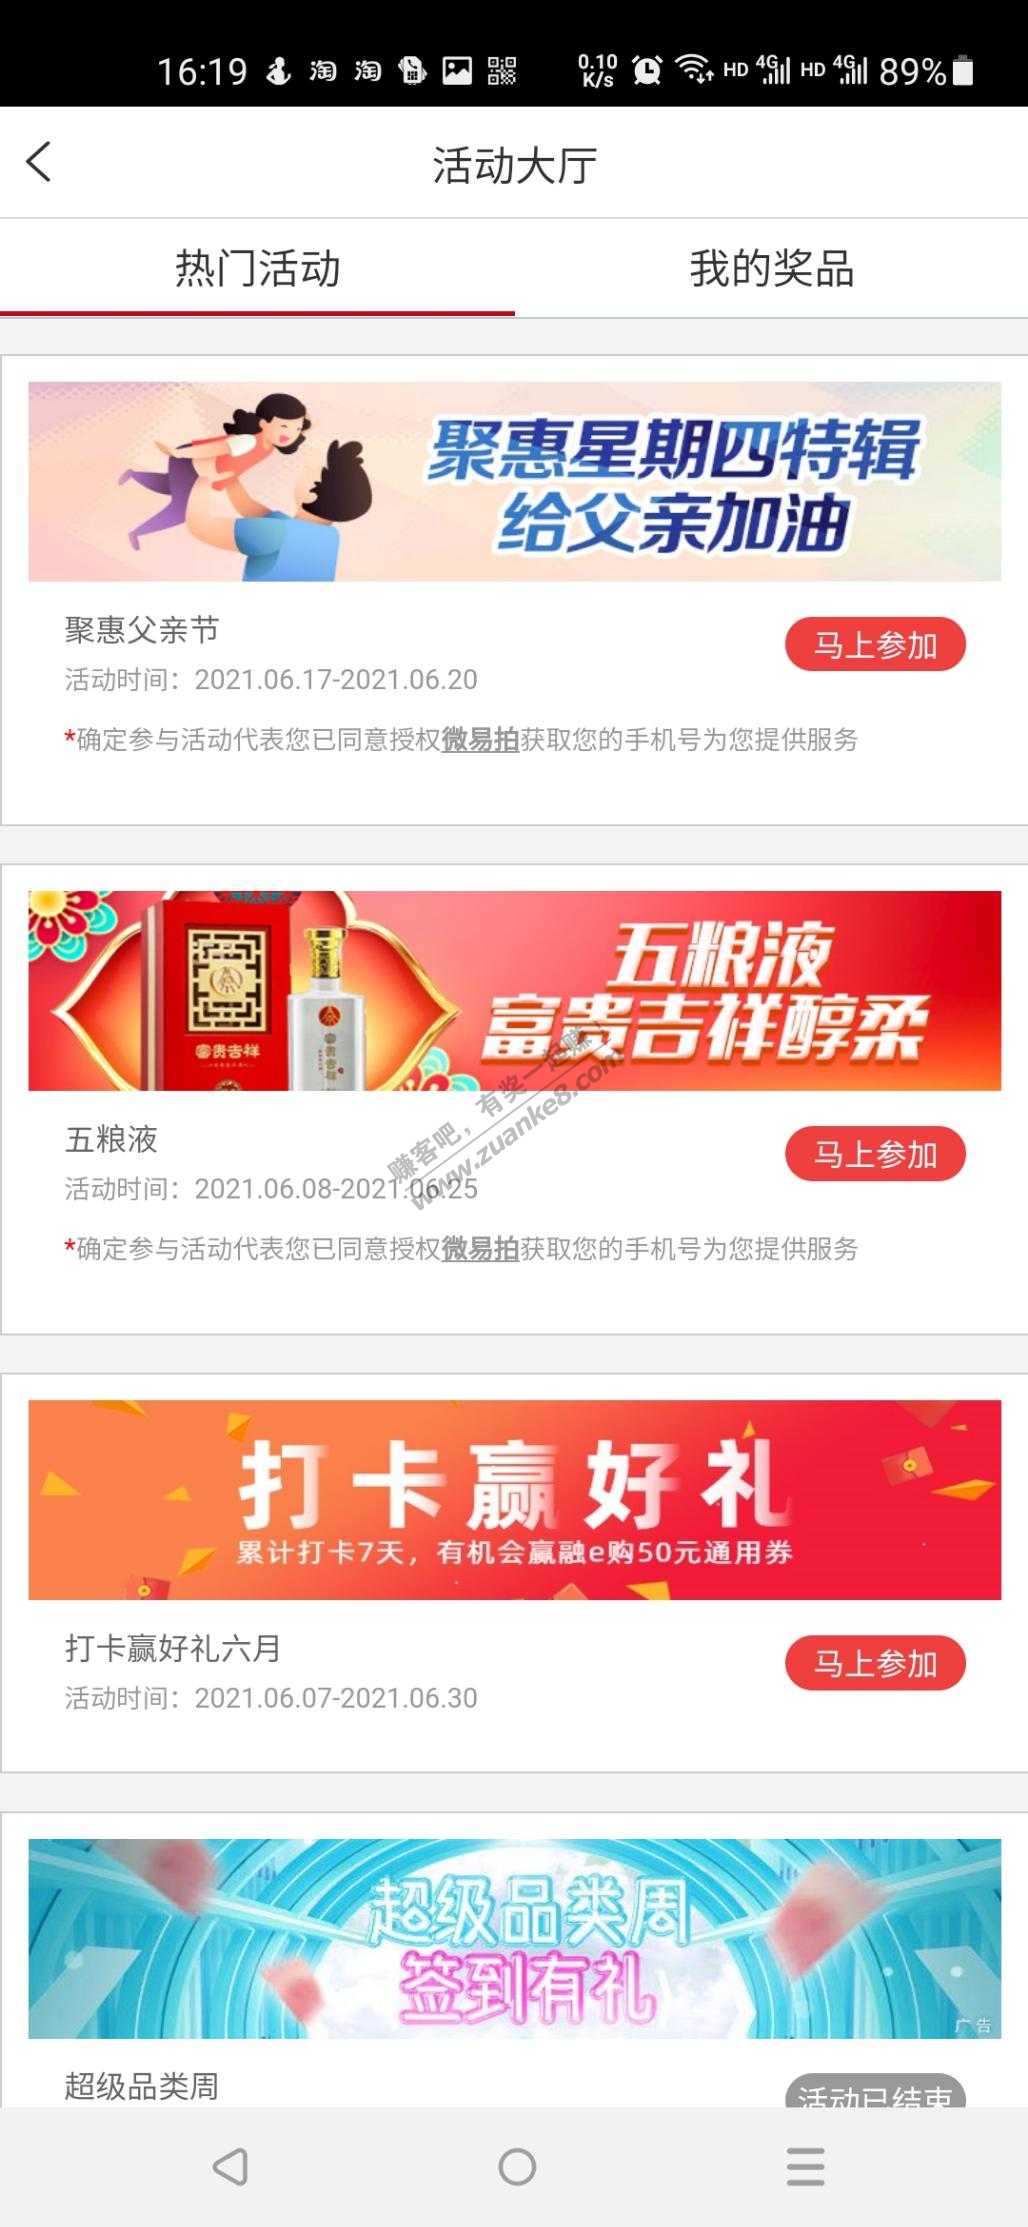 16:19 淘 淘 0.10 K/s HD 4G HD 4G 89%
活动大厅
热门活动 我的奖品
聚惠星期四特辑
给父亲加油
聚惠父亲节
马上参加
活动时间：2021.06.17-2021.06.20
*确定参与活动代表您已同意授权微易拍获取您的手机号为您提供服务
五粮液
富贵吉祥醇柔
富贵吉祥
富贵吉祥
五粮液
马上参加
活动时间：2021.06.08-2021.06.25
赚客吧，有奖一起赚！
www.zuanke8.com
*确定参与活动代表您已同意授权微易拍获取您的手机号为您提供服务
打卡赢好礼
累计打卡7天，有机会赢融e购50元通用券
打卡赢好礼六月
马上参加
活动时间：2021.06.07-2021.06.30
超级品类周
签到有礼
广告
超级品类周
活动已结束